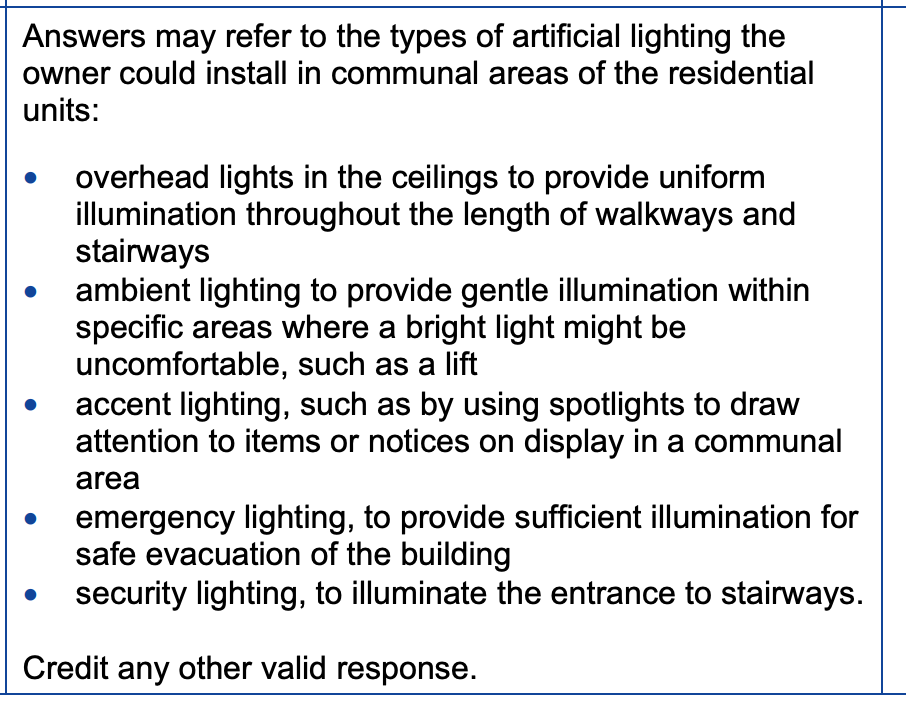 Answers may refer to the types of artificial lighting the
owner could install in communal areas of the residential
units:
• overhead lights in the ceilings to provide uniform
illumination throughout the length of walkways and
stairways
• ambient lighting to provide gentle illumination within
specific areas where a bright light might be
uncomfortable, such as a lift
• accent lighting, such as by using spotlights to draw
attention to items or notices on display in a communal
area
• emergency lighting, to provide sufficient illumination for
safe evacuation of the building
• security lighting, to illuminate the entrance to stairways.
Credit any other valid response.